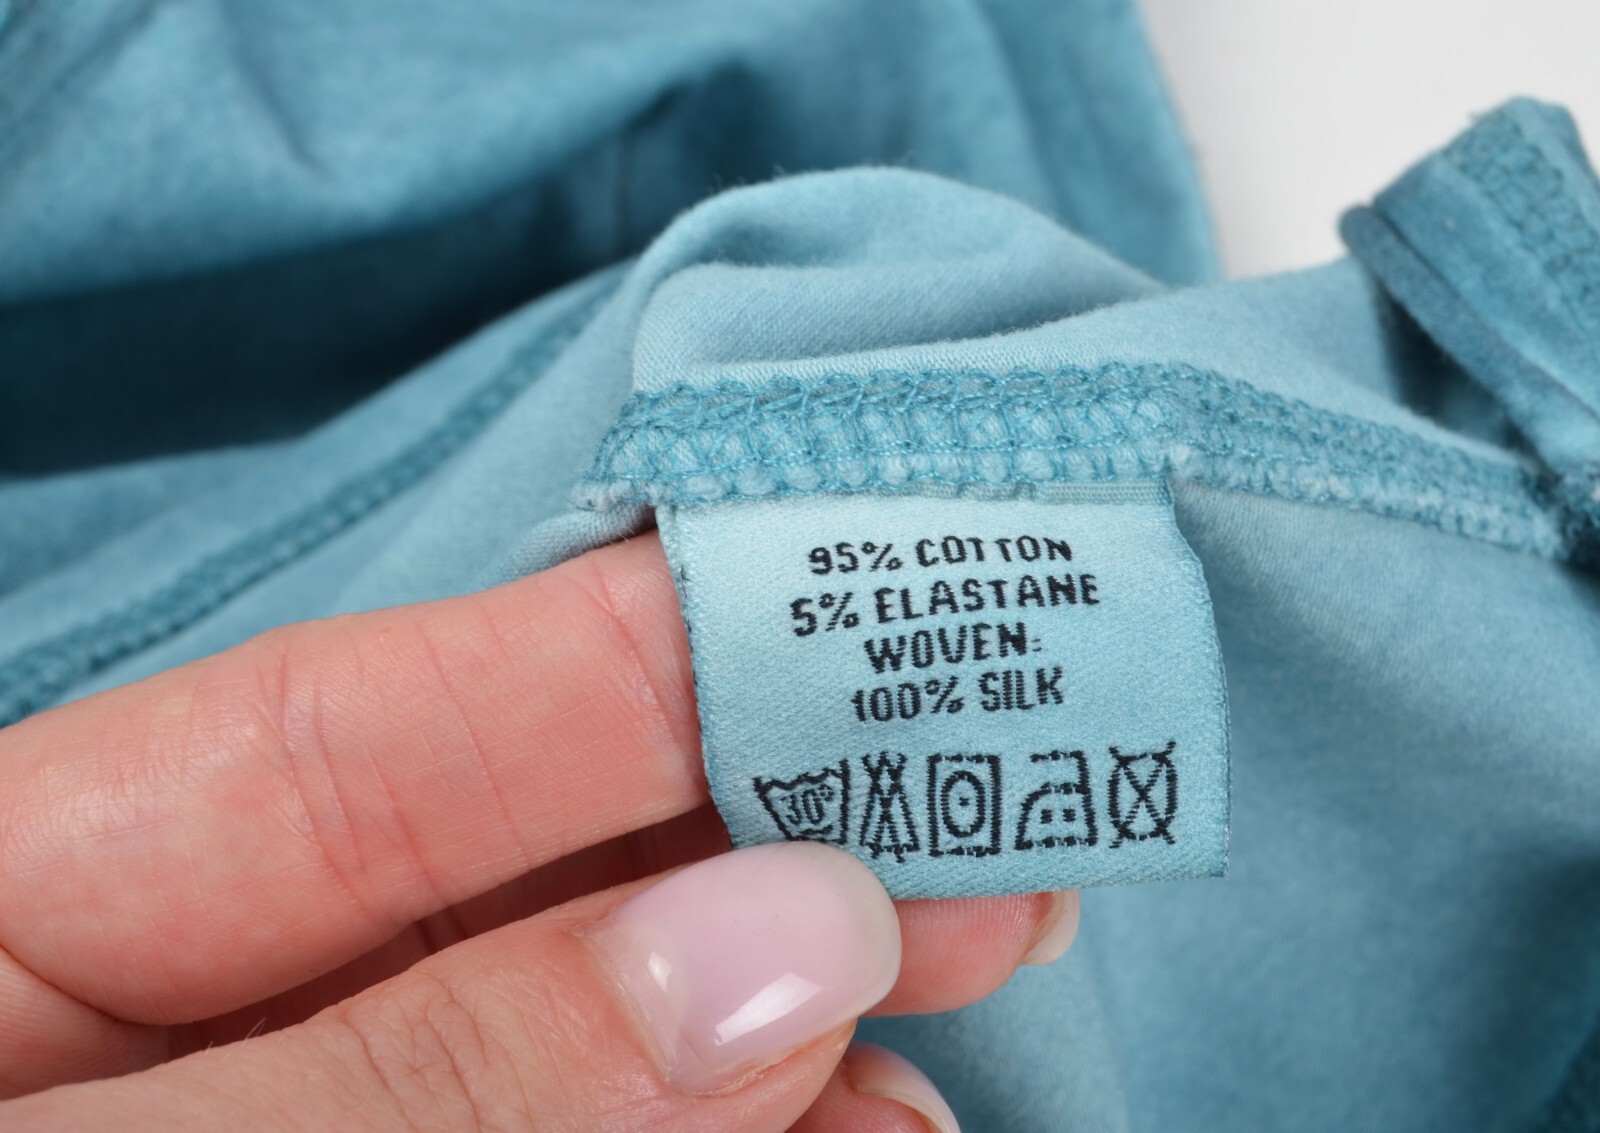 95% COTTON
5% ELASTANE
WOVEN:
100% SILK
30°